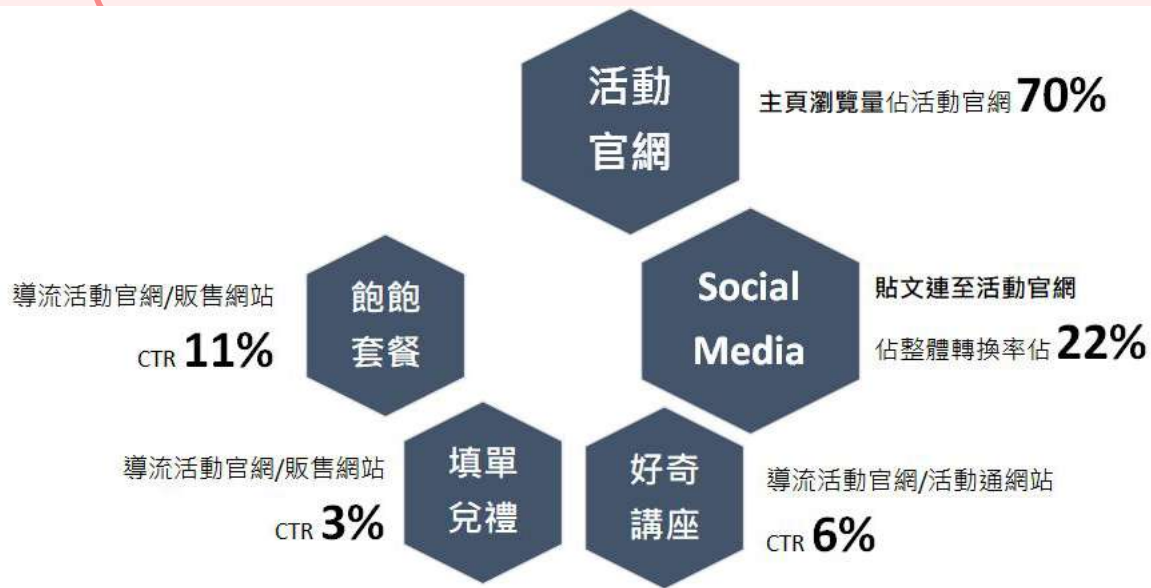 活動
官網
主頁瀏覽量佔活動官網 70%
Social
Media
貼文連至活動官網
佔整體轉換率佔 22%
飽飽
套餐
導流活動官網/販售網站
CTR 11%
填單
兌禮
導流活動官網/販售網站
CTR 3%
好奇
講座
導流活動官網/活動通網站
CTR 6%